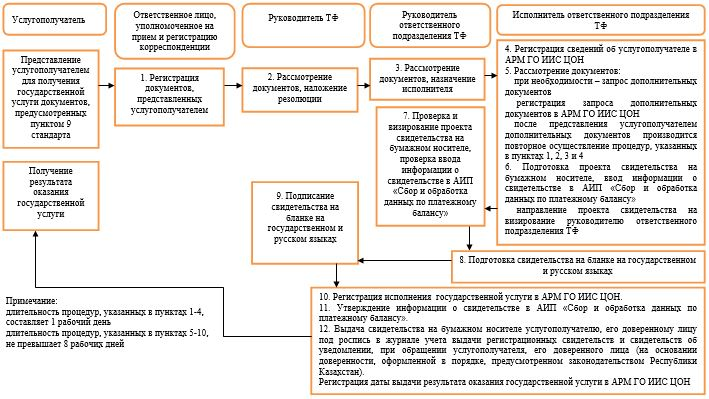 Услугополучатель
Ответственное лицо,
уполномоченное на
прием и регистрацию
корреспонденции
Руководитель ТФ
Руководитель
ответственного
подразделения ТФ
Исполнитель ответственного подразделения
ТФ
Представление
услугополучателем
для получения
государственной
услуги документов,
предусмотренных
пунктом 9
стандарта
1. Регистрация
документов,
представленных
услугополучателем
2. Рассмотрение
документов, наложение
резолюции
3. Рассмотрение
документов, назначение
исполнителя
4. Регистрация сведений об услугополучателе в
АРМ ГО ИИС ЦОН
5. Рассмотрение документов:
при необходимости – запрос дополнительных
документов
регистрация запроса дополнительных
документов в АРМ ГО ИИС ЦОН
после представления услугополучателем
дополнительных документов производится
повторное осуществление процедур, указанных
в пунктах 1, 2, 3 и 4
6. Подготовка проекта свидетельства на
бумажном носителе, ввод информации о
свидетельстве в АИП «Сбор и обработка
данных по платежному балансу»
направление проекта свидетельства на
визирование руководителю ответственного
подразделения ТФ
7. Проверка и
визирование проекта
свидетельства на
бумажном носителе,
проверка ввода
информации о
свидетельстве в АИП
«Сбор и обработка
данных по платежному
балансу»
Получение
результата
оказания
государственной
услуги
9. Подписание
свидетельства на
бланке на
государственном и
русском языках
8. Подготовка свидетельства на бланке на государственном
и русском языках
10. Регистрация исполнения государственной услуги в АРМ ГО ИИС ЦОН.
11. Утверждение информации о свидетельстве в АИП «Сбор и обработка данных по
платежному балансу».
12. Выдача свидетельства на бумажном носителе услугополучателю, его доверенному лицу
под роспись в журнале учета выдачи регистрационных свидетельств и свидетельств об
уведомлении, при обращении услугополучателя, его доверенного лица (на основании
доверенности, оформленной в порядке, предусмотренном законодательством Республики
Казахстан).
Регистрация даты выдачи результата оказания государственной услуги в АРМ ГО ИИС ЦОН
Примечание:
длительность процедур, указанных в пунктах 1-4,
составляет 1 рабочий день
длительность процедур, указанных в пунктах 5-10,
не превышает 8 рабочих дней